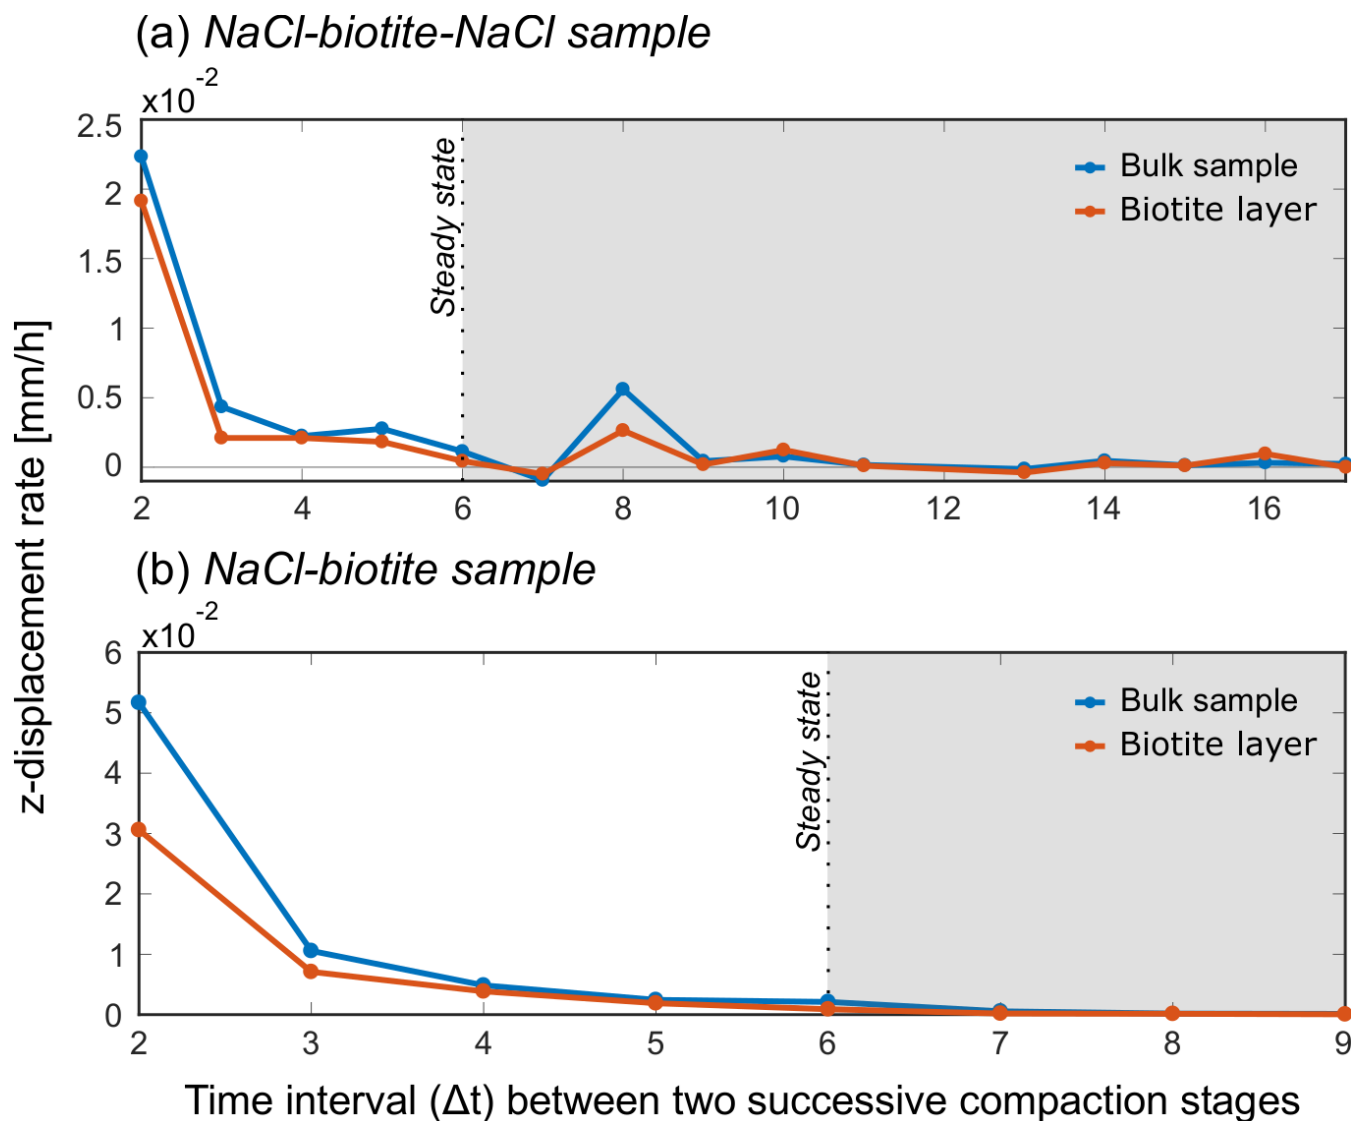 (a) NaCl-biotite-NaCl sample
x10-2
2.5
2
1.5
1
0.5
0
Steady state
Bulk sample
Biotite layer
2 4 6 8 10 12 14 16
z-displacement rate [mm/h]
(b) NaCl-biotite sample
x10-2
6
5
4
3
2
1
0
Steady state
Bulk sample
Biotite layer
2 3 4 5 6 7 8 9
Time interval (Δt) between two successive compaction stages